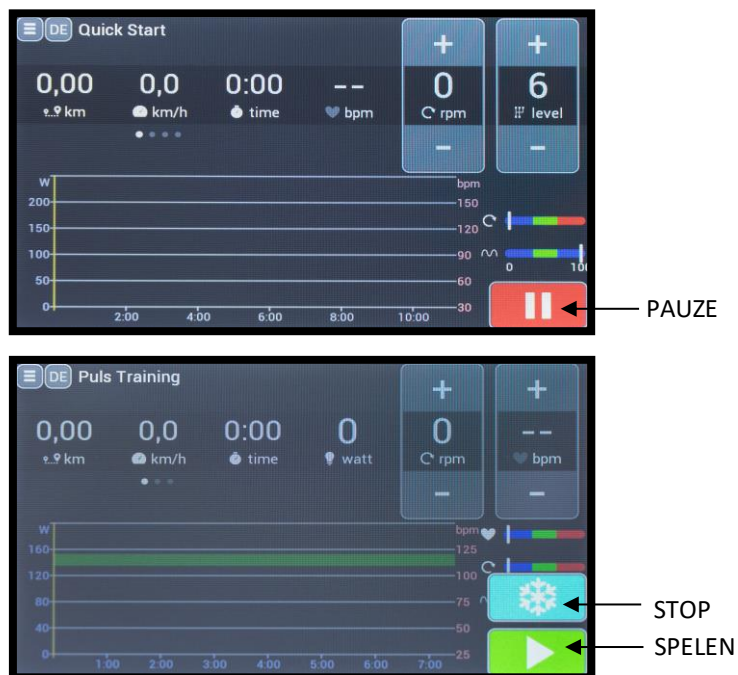 DE Quick Start
+ +
0,00 0,0 0:00 -- 0 6
km km/h time bpm rpm level
- -
W bpm
200 150
150 120
100 90
0 10
50 60
0 30
2:00 4:00 6:00 8:00 10:00
PAUZE
DE Puls Training
+ +
0,00 0,0 0:00 0 0 --
km km/h time watt rpm bpm
- -
W bpm
160 125
120 100
80 75
STOP
40 50
SPELEN
0 25
1:00 2:00 3:00 4:00 5:00 6:00 7:00